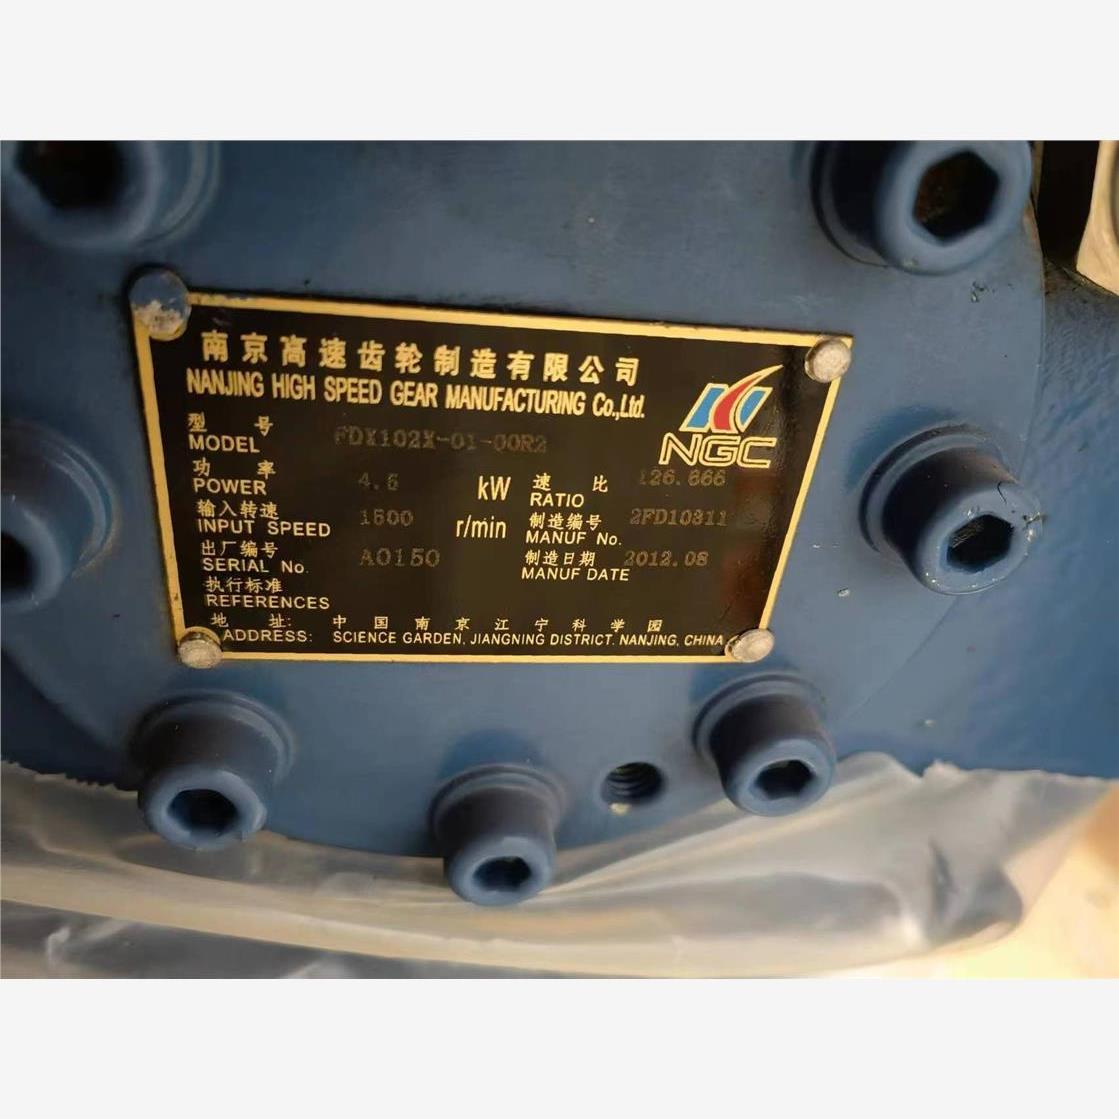 南京高速齿轮制造有限公司
NANJING HIGH SPEED GEAR MANUFACTURING Co.,Ltd.
NGC
型号
MODEL FDX102X-01-00R2
功率 4.5 kW 速比 126.666
POWER RATIO
输入转速 1500 r/min 制造编号 2FD10311
INPUT SPEED MANUF No.
出厂编号 A0150 制造日期 2012.08
SERIAL No. MANUF DATE
执行标准
REFERENCES
地址: 中国南京江宁科学园
ADDRESS: SCIENCE GARDEN, JIANGNING DISTRICT. NANJING, CHINA